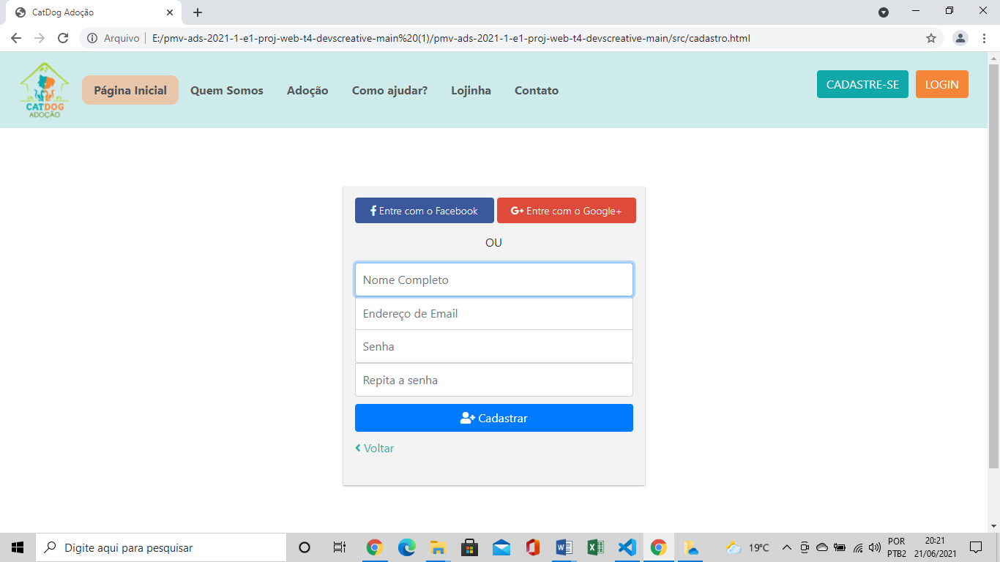 CatDog Adoção
Arquivo E:/pmv-ads-2021-1-e1-proj-web-t4-devscreative-main%20(1)/pmv-ads-2021-1-e1-proj-web-t4-devscreative-main/src/cadastro.html
CATDOG
ADOÇÃO
Página Inicial Quem Somos Adoção Como ajudar? Lojinha Contato CADASTRE-SE LOGIN
Entre com o Facebook Entre com o Google+
OU
Nome Completo
Endereço de Email
Senha
Repita a senha
Cadastrar
Voltar
Digite aqui para pesquisar
19°C
POR
PTB2
20:21
21/06/2021